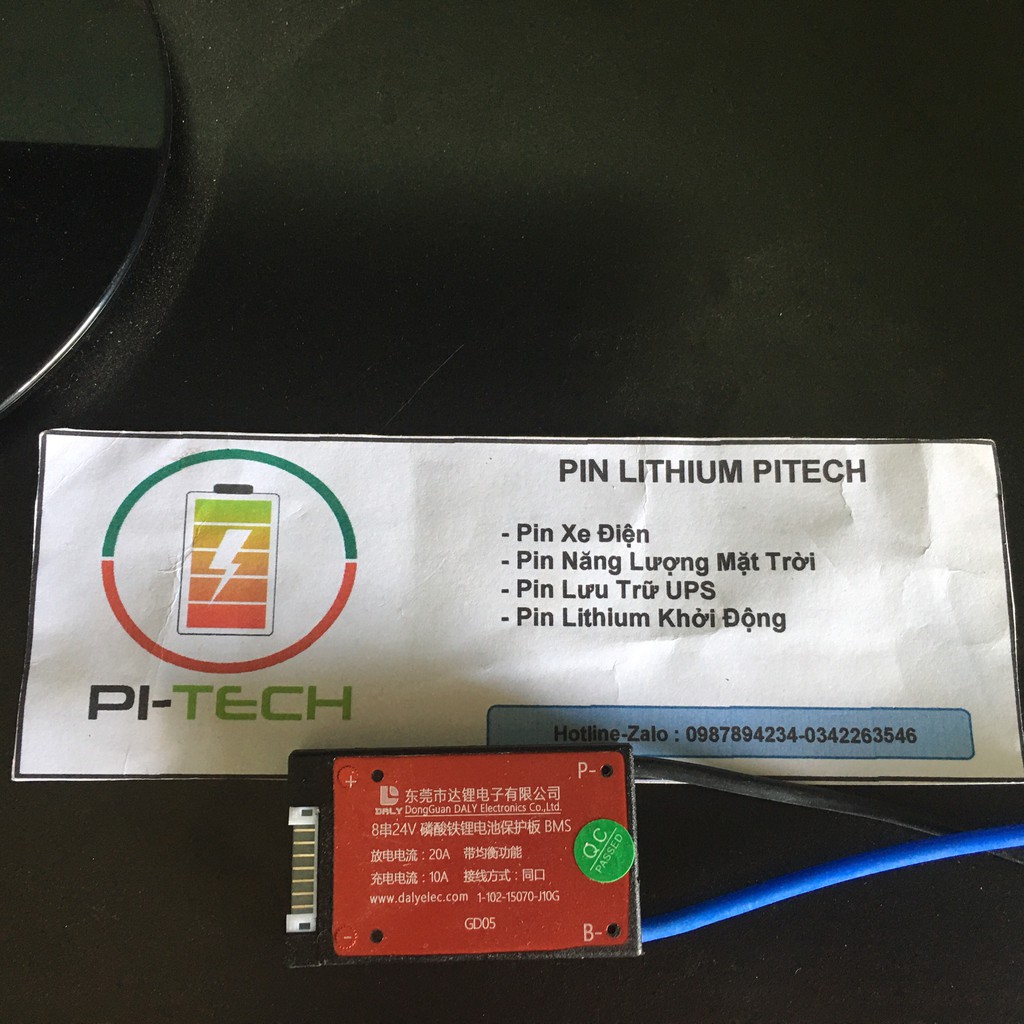 PIN LITHIUM PITECH
- Pin Xe Điện
- Pin Năng Lượng Mặt Trời
- Pin Lưu Trữ UPS
- Pin Lithium Khởi Động
PI-TECH
Hotline-Zalo : 0987894234-0342263546
+
P-
DALY
东莞市达锂电子有限公司
DongGuan DALY Electronics Co.,Ltd.
8串24V 磷酸铁锂电池保护板 BMS
放电电流：20A 带均衡功能
充电电流：10A 接线方式：同口
www.dalyelec.com 1-102-15070-J10G
GD05
QC
PASSED
-
B-